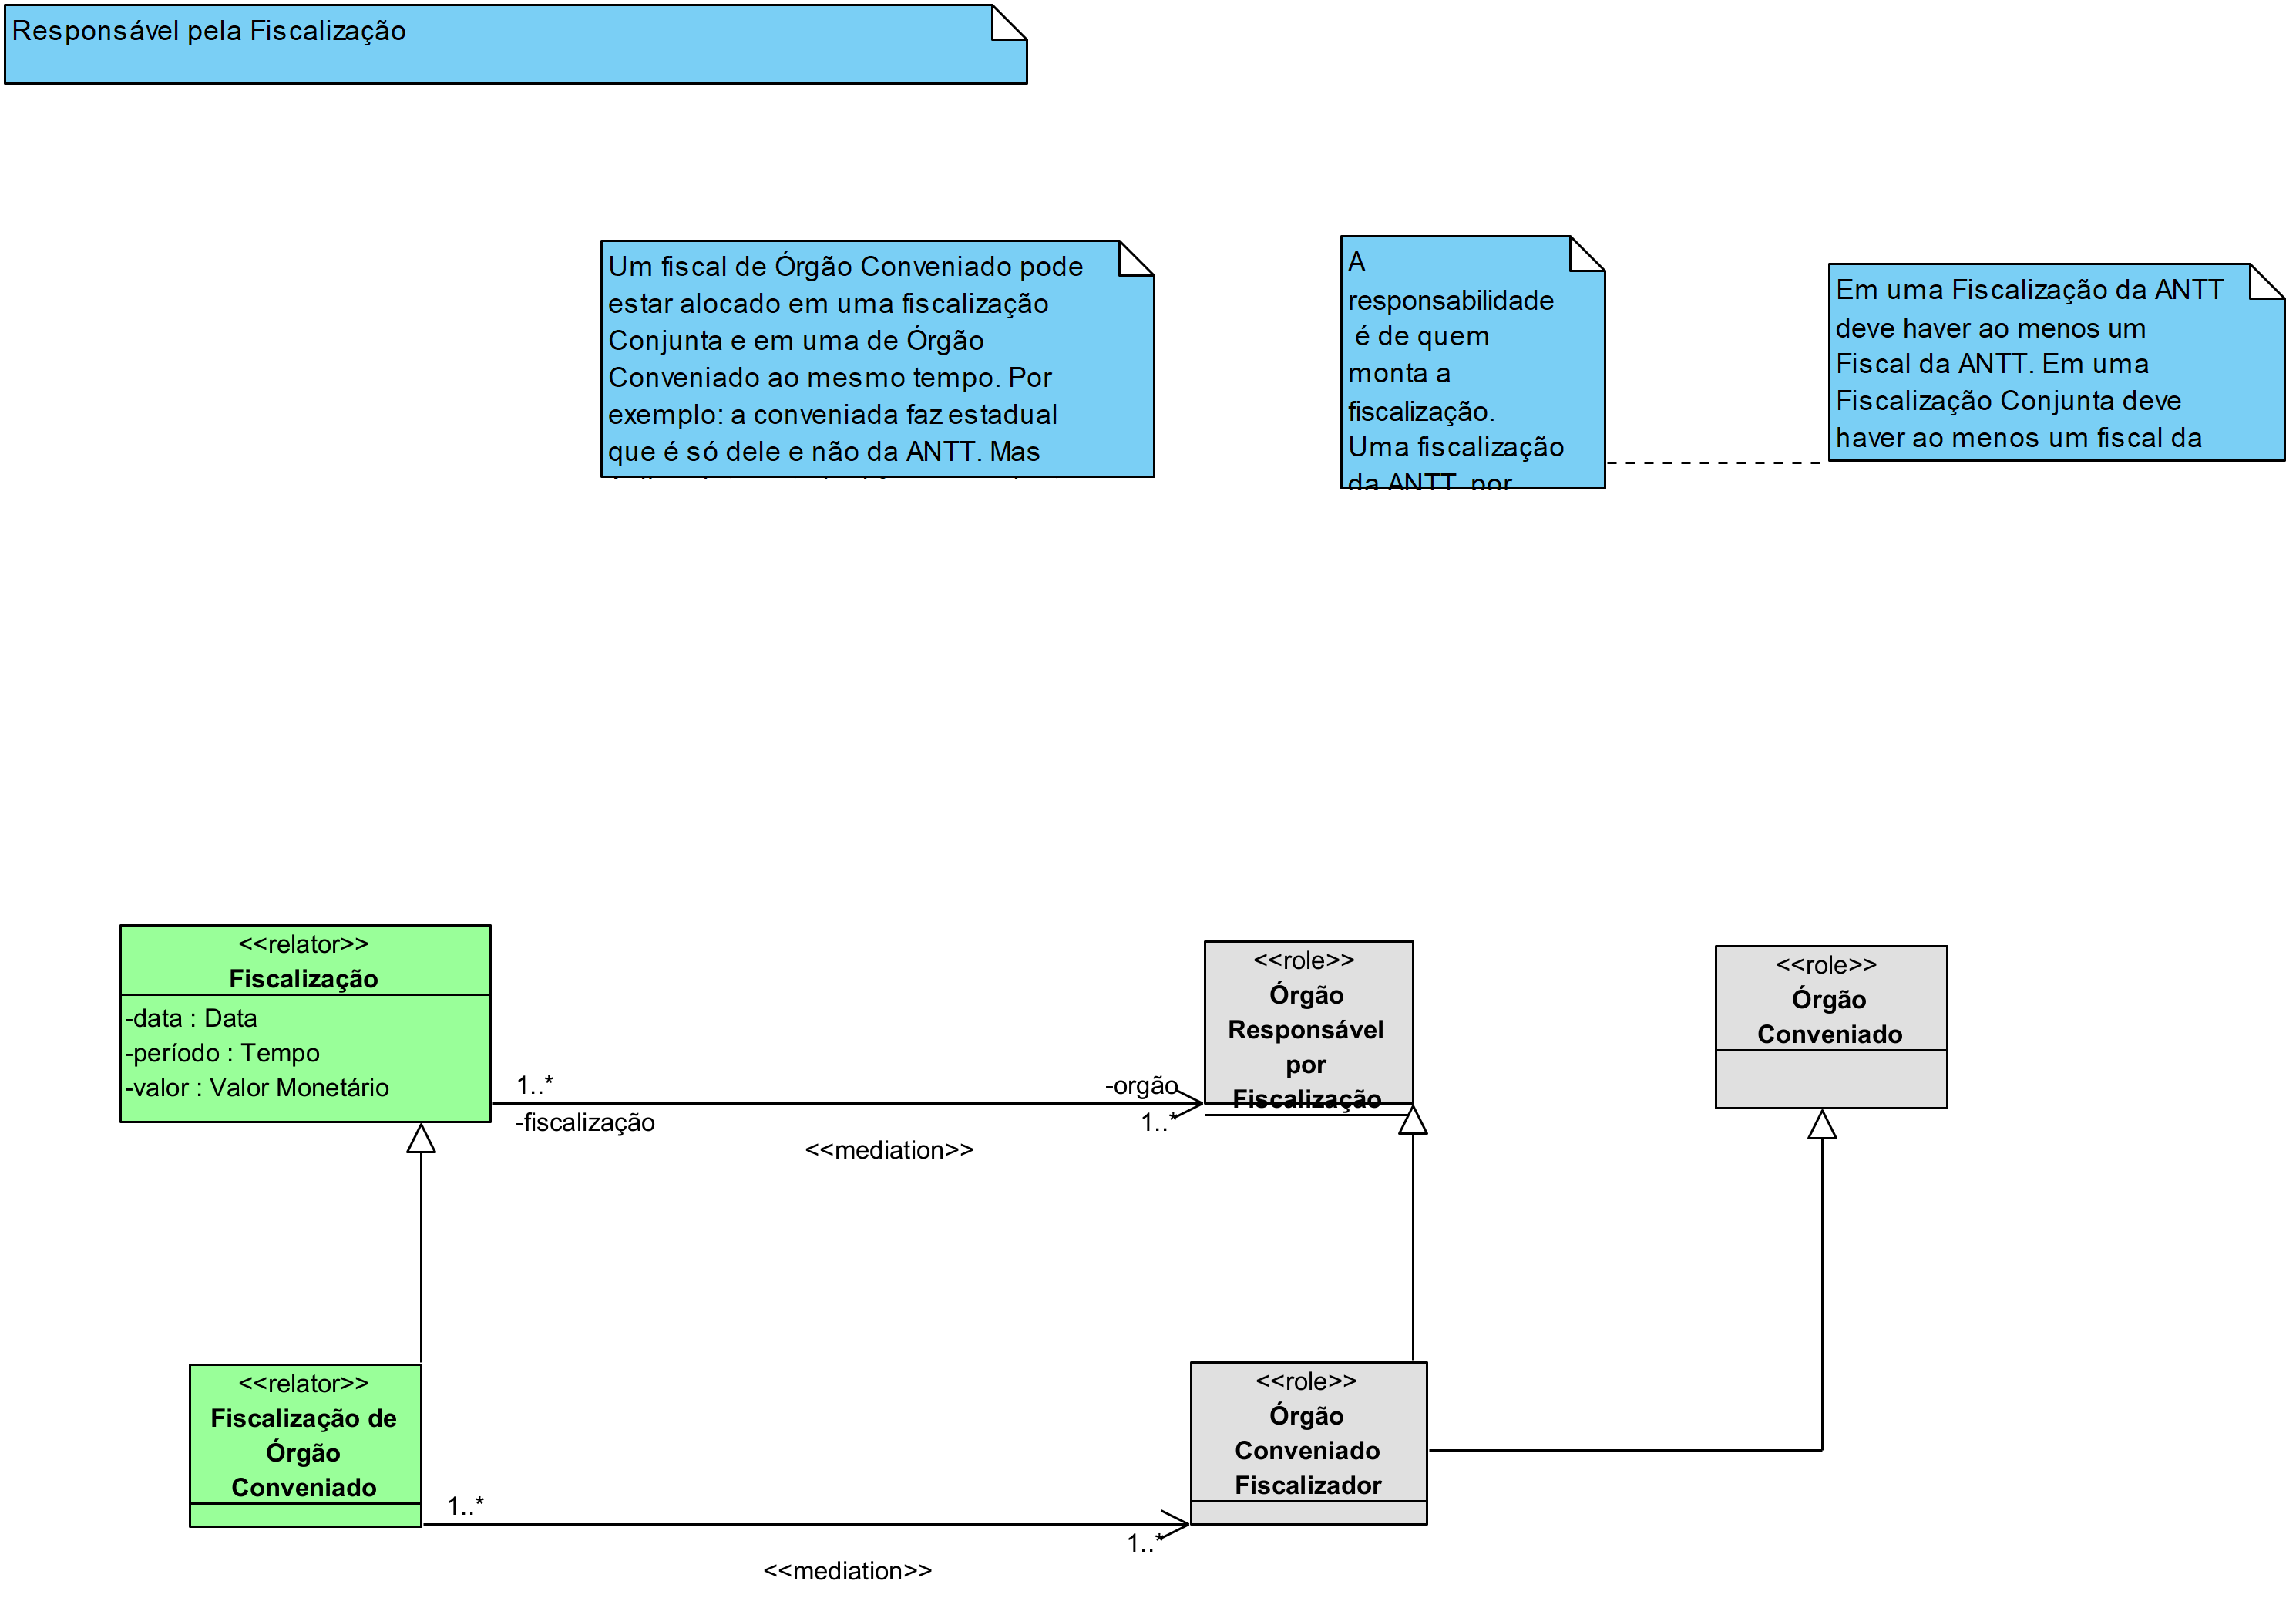 Responsável pela Fiscalização
Um fiscal de Órgão Conveniado pode
estar alocado em uma fiscalização
Conjunta e em uma de Órgão
Conveniado ao mesmo tempo. Por
exemplo: a conveniada faz estadual
que é só dele e não da ANTT. Mas
A
responsabilidade
é de quem
monta a
fiscalização.
Uma fiscalização
da ANTT, por
Em uma Fiscalização da ANTT
deve haver ao menos um
Fiscal da ANTT. Em uma
Fiscalização Conjunta deve
haver ao menos um fiscal da
<<relator>>
Fiscalização
-data : Data
-período : Tempo
-valor : Valor Monetário
1..*
-fiscalização
<<mediation>>
-orgão
1..*
<<role>>
Órgão
Responsável
por
Fiscalização
<<role>>
Órgão
Conveniado
<<relator>>
Fiscalização de
Órgão
Conveniado
1..*
<<mediation>>
1..*
<<role>>
Órgão
Conveniado
Fiscalizador